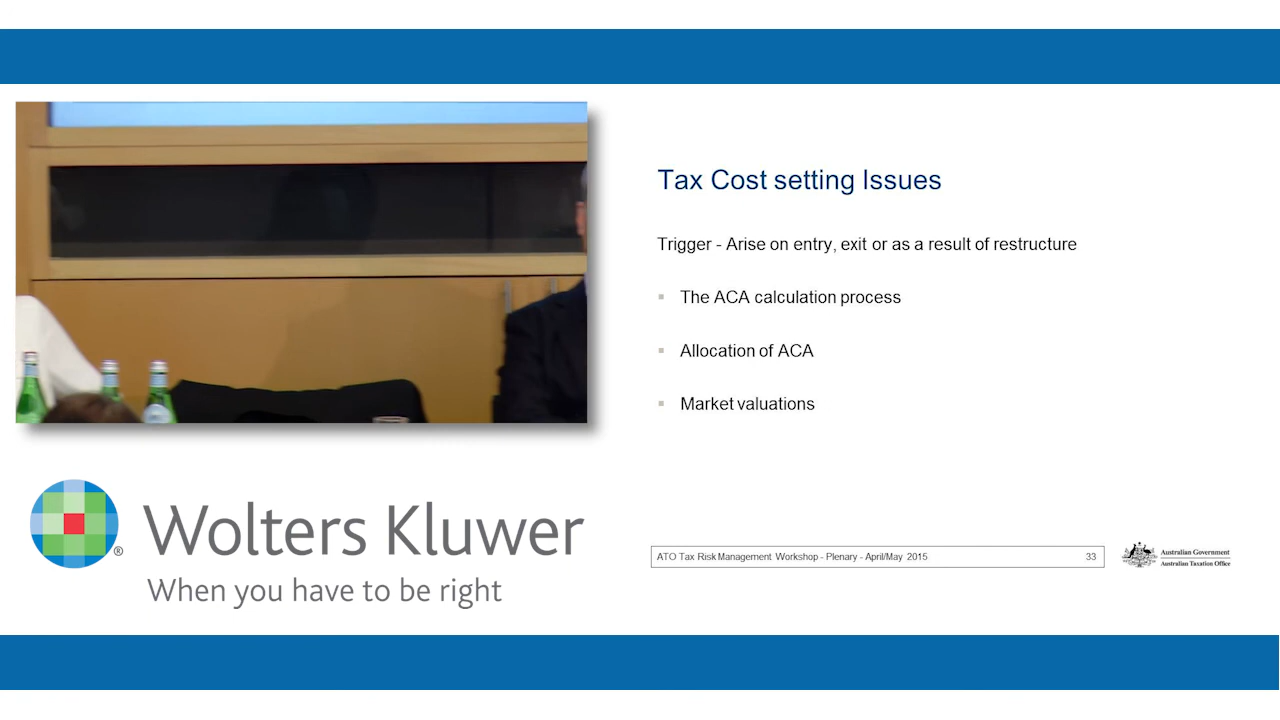 Tax Cost setting Issues
Trigger - Arise on entry, exit or as a result of restructure
▪ The ACA calculation process
▪ Allocation of ACA
▪ Market valuations
Wolters Kluwer
®
When you have to be right
ATO Tax Risk Management Workshop - Plenary - April/May 2015 33
Australian Government
Australian Taxation Office